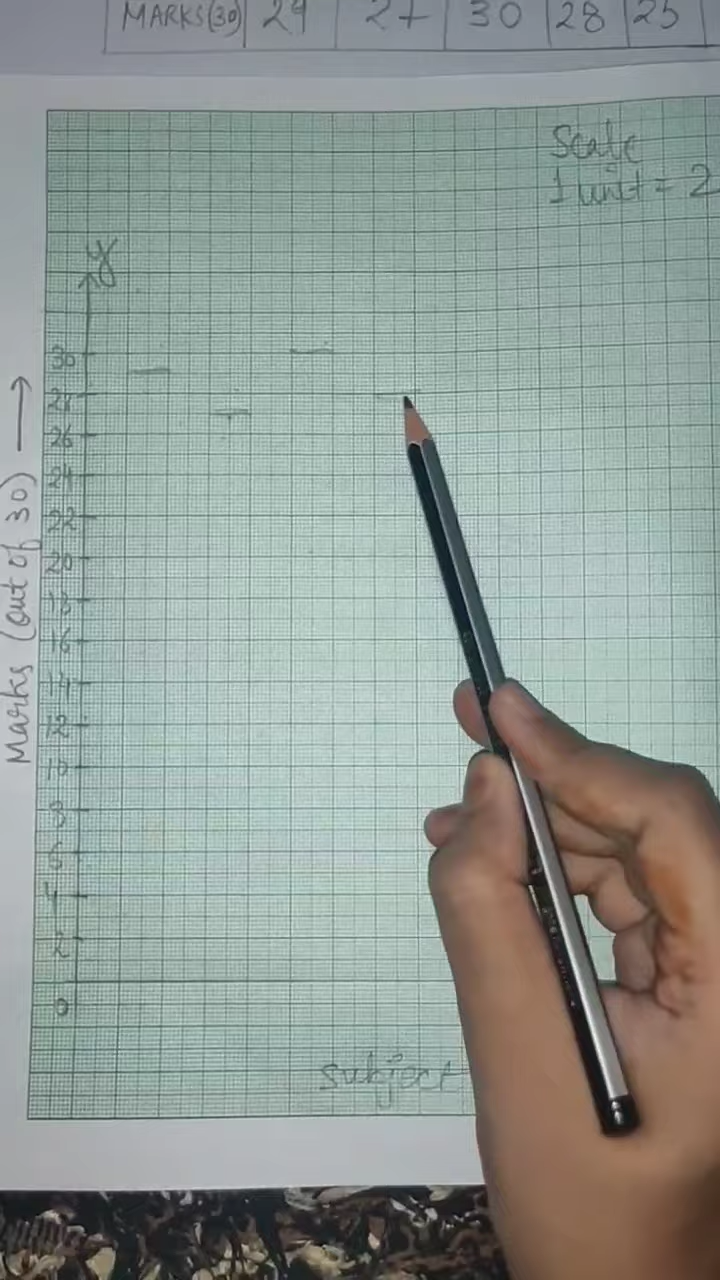 MARKS(30) 29 27 30 28 25
Scale
1 unit = 2
y
30
28
26
24
22
20
18
16
14
12
10
8
6
4
2
0
Marks (out of 30) →
subject